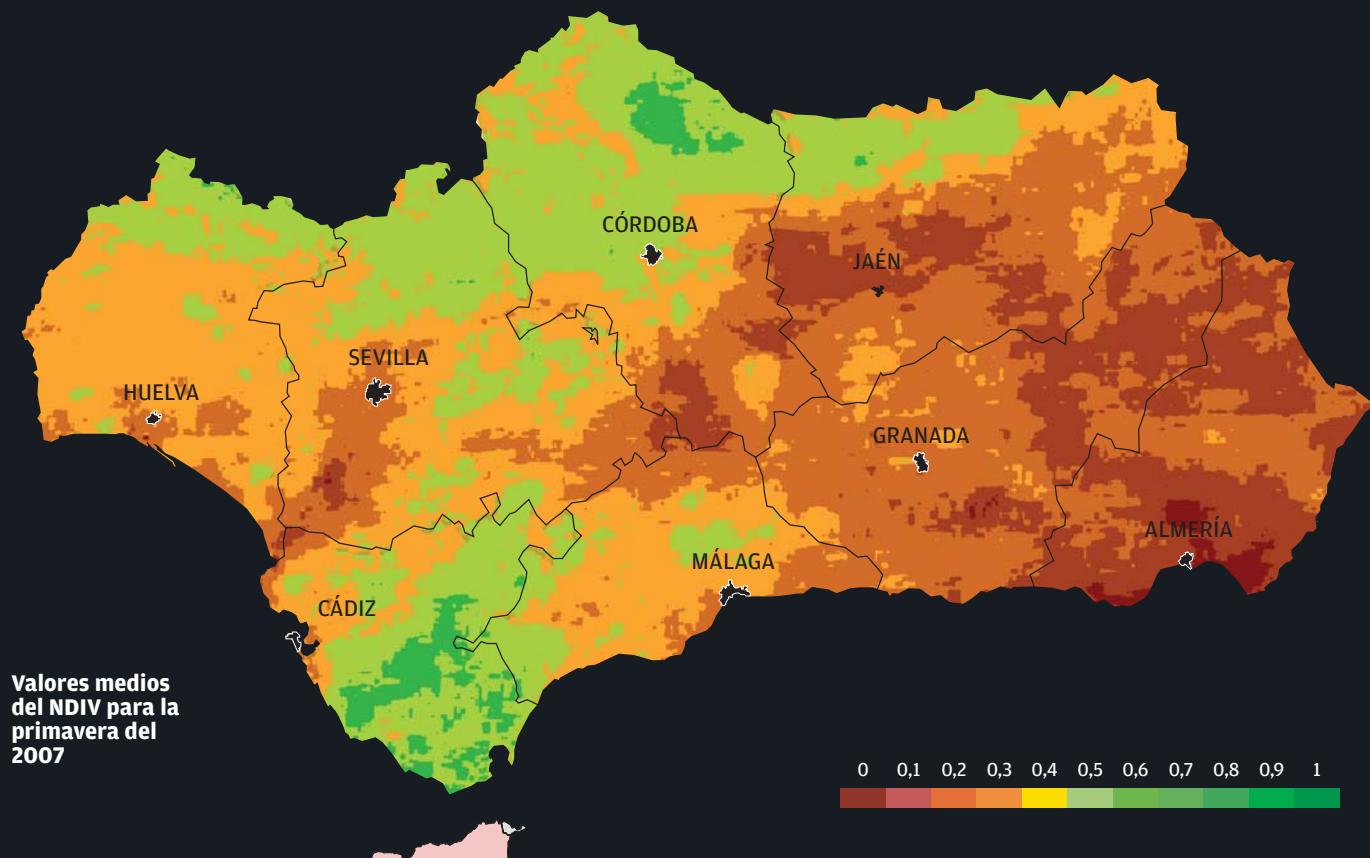 CÓRDOBA
JAÉN
SEVILLA
HUELVA
GRANADA
ALMERÍA
MÁLAGA
CÁDIZ
Valores medios
del NDIV para la
primavera del
2007
0 0,1 0,2 0,3 0,4 0,5 0,6 0,7 0,8 0,9 1